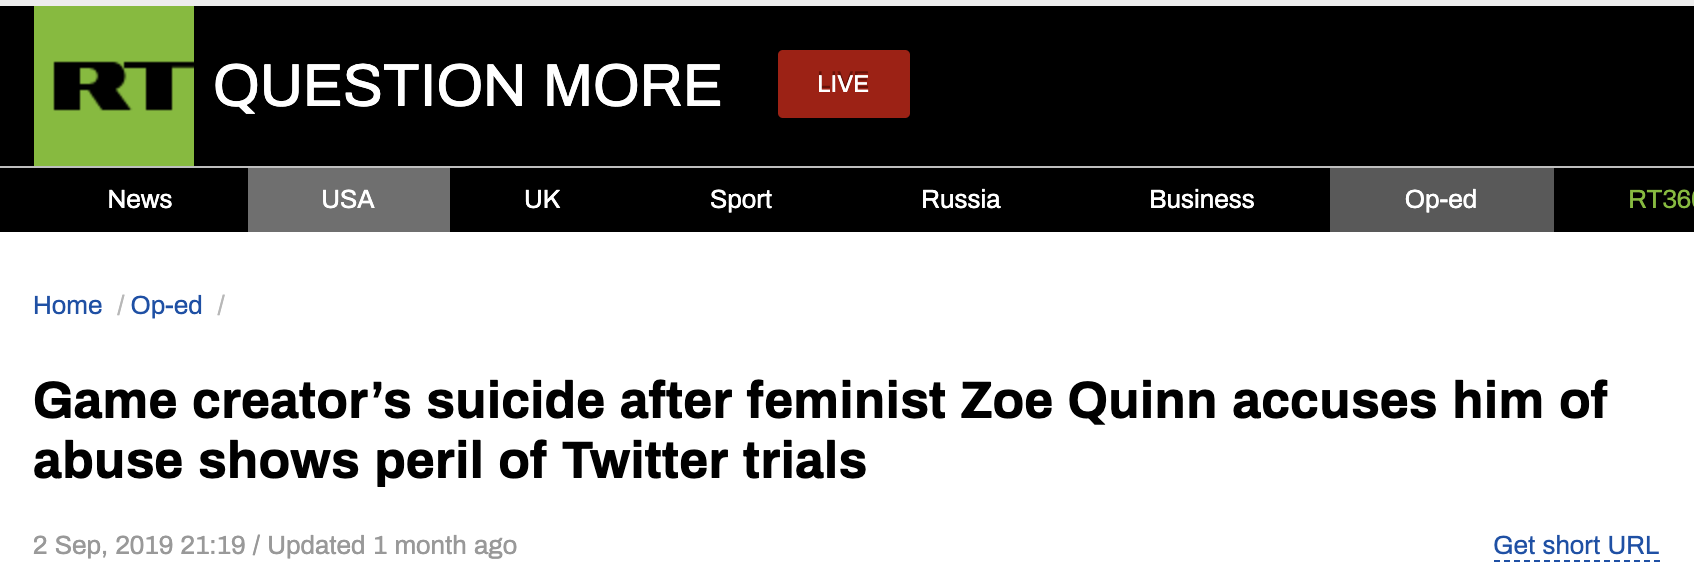 RT QUESTION MORE LIVE
News USA UK Sport Russia Business Op-ed RT36
Home / Op-ed /
Game creator’s suicide after feminist Zoe Quinn accuses him of
abuse shows peril of Twitter trials
2 Sep, 2019 21:19 / Updated 1 month ago Get short URL